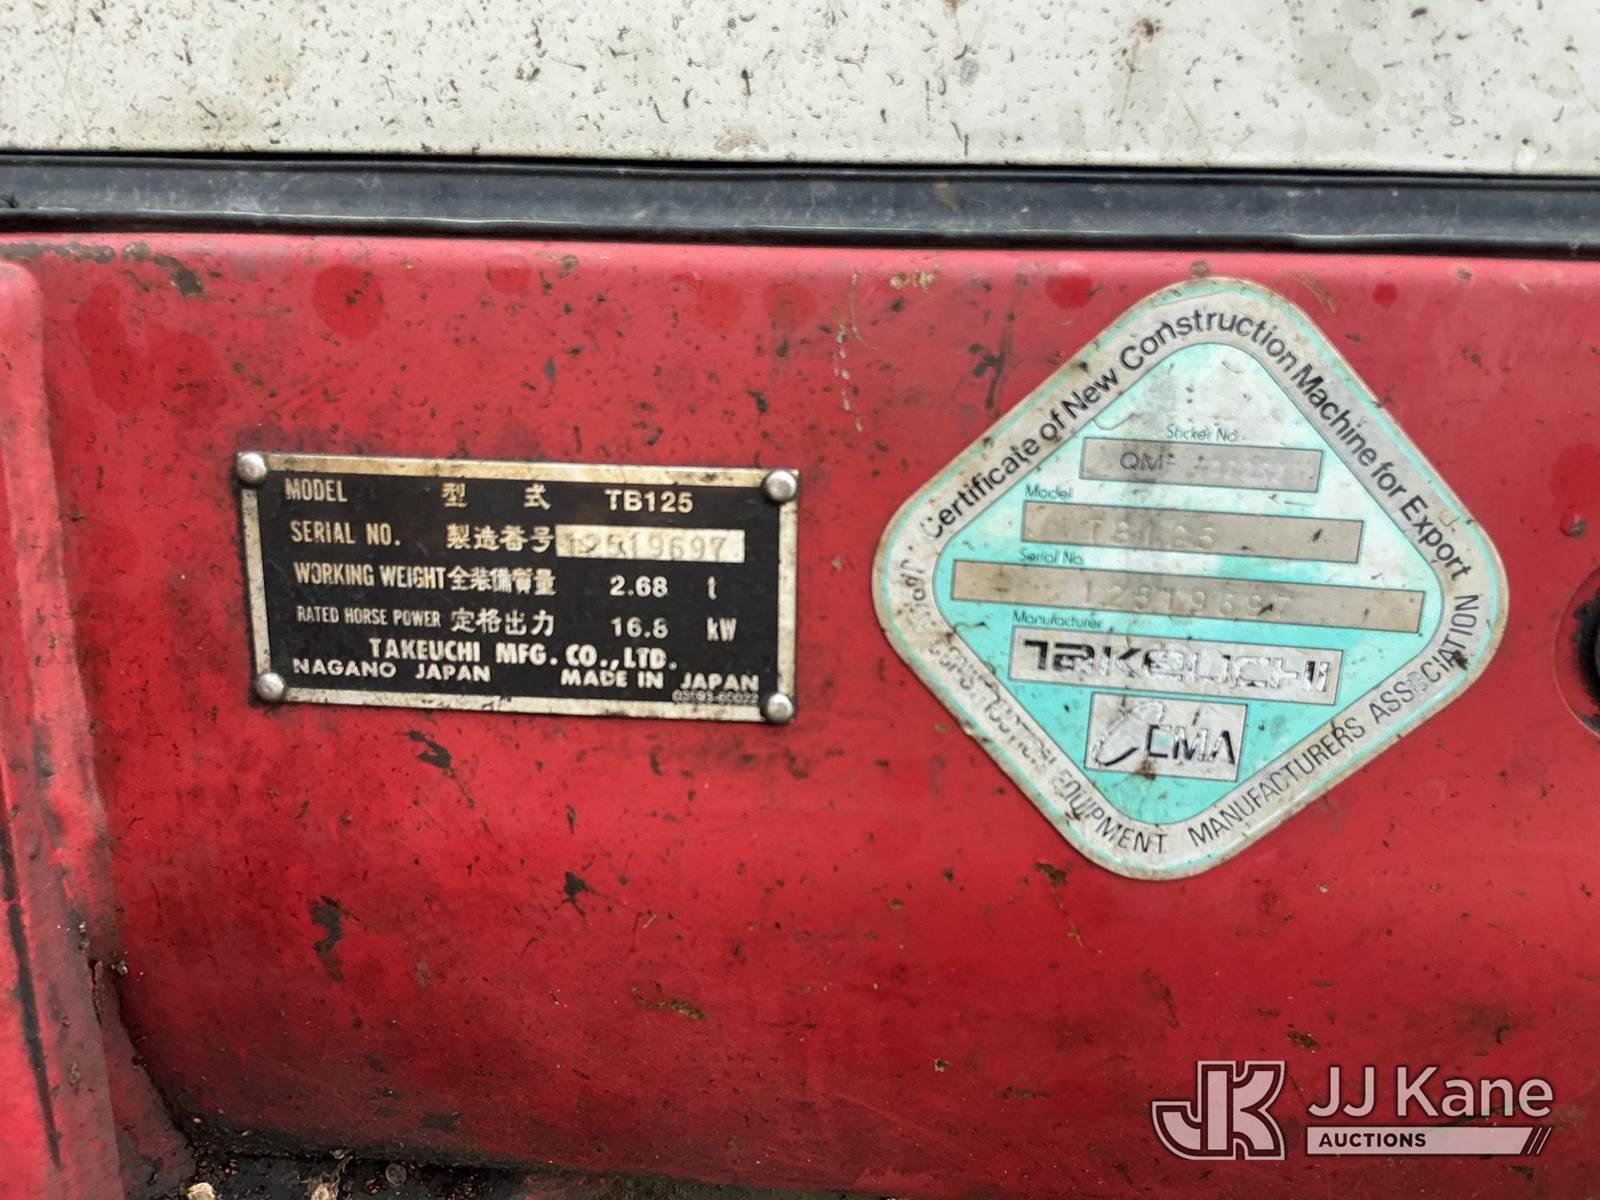 MODEL 型式 TB125
SERIAL NO. 製造番号 12519697
WORKING WEIGHT 全装備質量 2.68 t
RATED HORSE POWER 定格出力 16.8 kW
TAKEUCHI MFG. CO.,LTD.
NAGANO JAPAN MADE IN JAPAN
Certificate of New Construction Machine for Export
Sticker No.
QM-
Model
TB125
Serial No.
12519697
Manufacturer
TAKEUCHI
CEMA
CONSTRUCTION EQUIPMENT MANUFACTURERS ASSOCIATION
JJ Kane
AUCTIONS